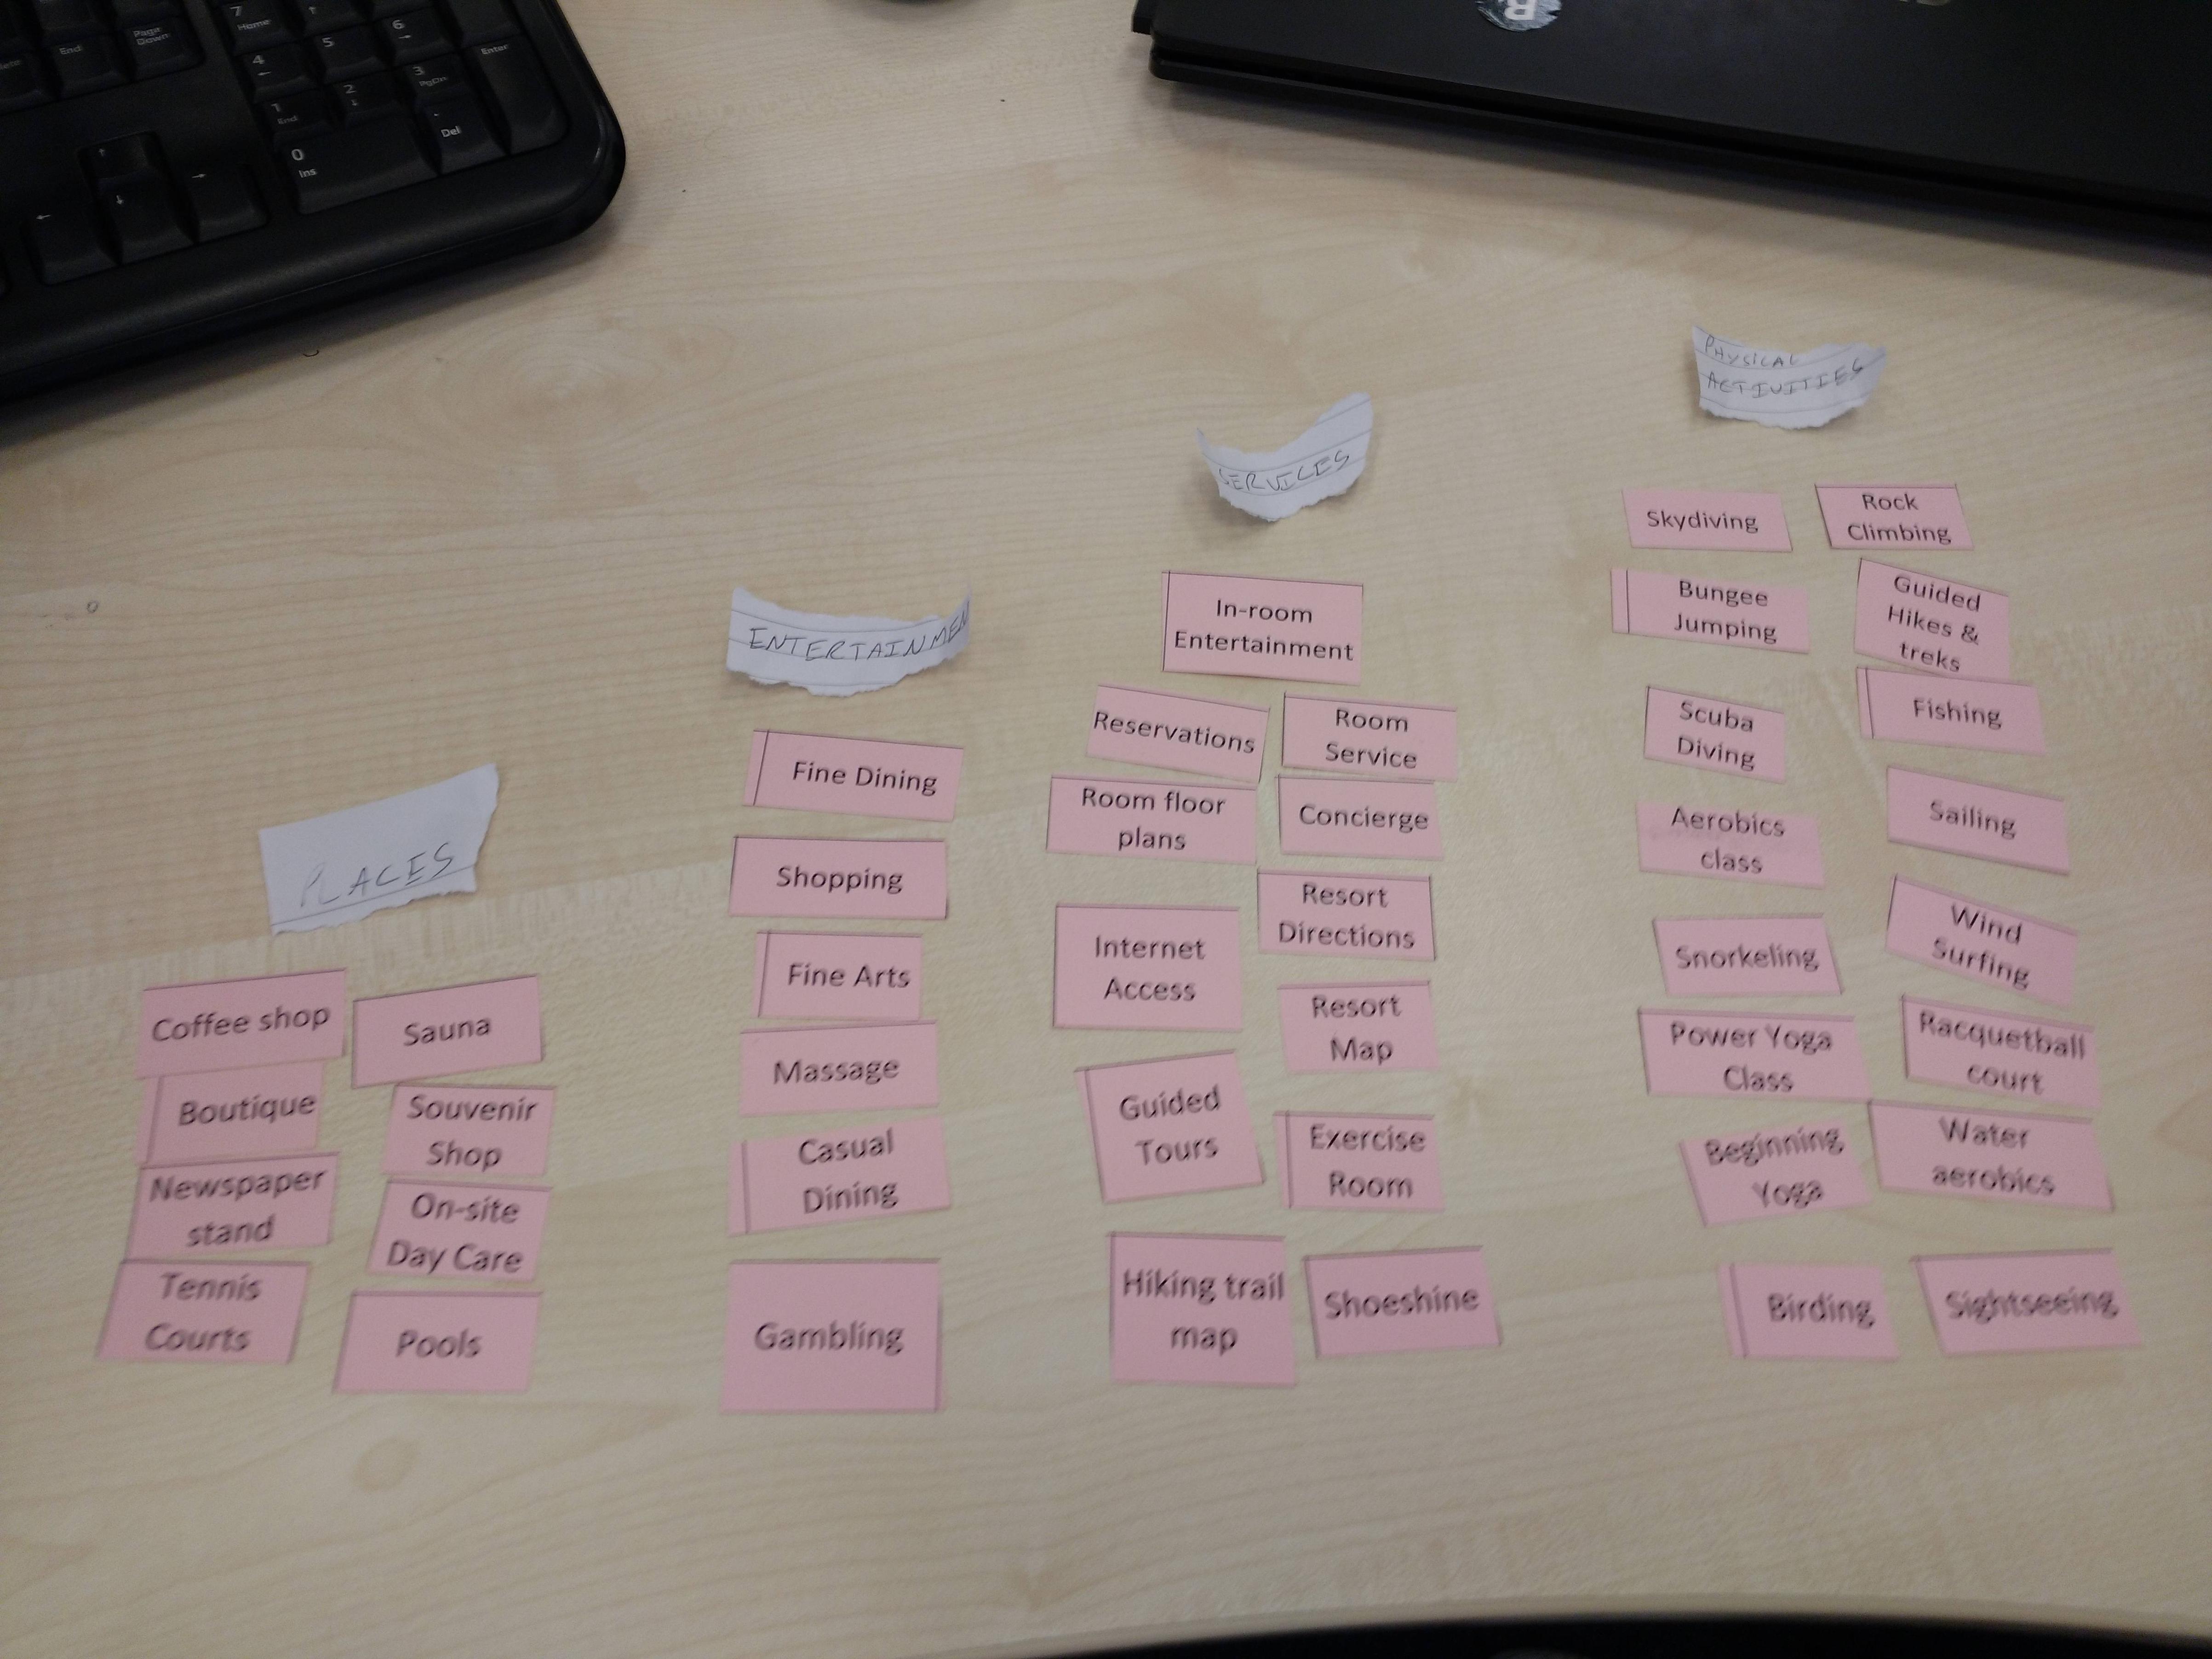 7
Home
↑
Page
Down
End
4
←
5
6
→
Enter
1
End
2
↓
3
PgDn
0
Ins
.
Del
↑
←
↓
→
PLACES
Coffee shop
Sauna
Boutique
Souvenir
Shop
Newspaper
stand
On-site
Day Care
Tennis
Courts
Pools
ENTERTAINMEN
Fine Dining
Shopping
Fine Arts
Massage
Casual
Dining
Gambling
SERVICES
In-room
Entertainment
Reservations
Room
Service
Room floor
plans
Concierge
Internet
Access
Resort
Directions
Resort
Map
Guided
Tours
Exercise
Room
Hiking trail
map
Shoeshine
PHYSICAL
ACTIVITIES
Skydiving
Rock
Climbing
Bungee
Jumping
Guided
Hikes &
treks
Scuba
Diving
Fishing
Aerobics
class
Sailing
Snorkeling
Wind
Surfing
Power Yoga
Class
Racquetball
court
Beginning
Yoga
Water
aerobics
Birding
Sightseeing